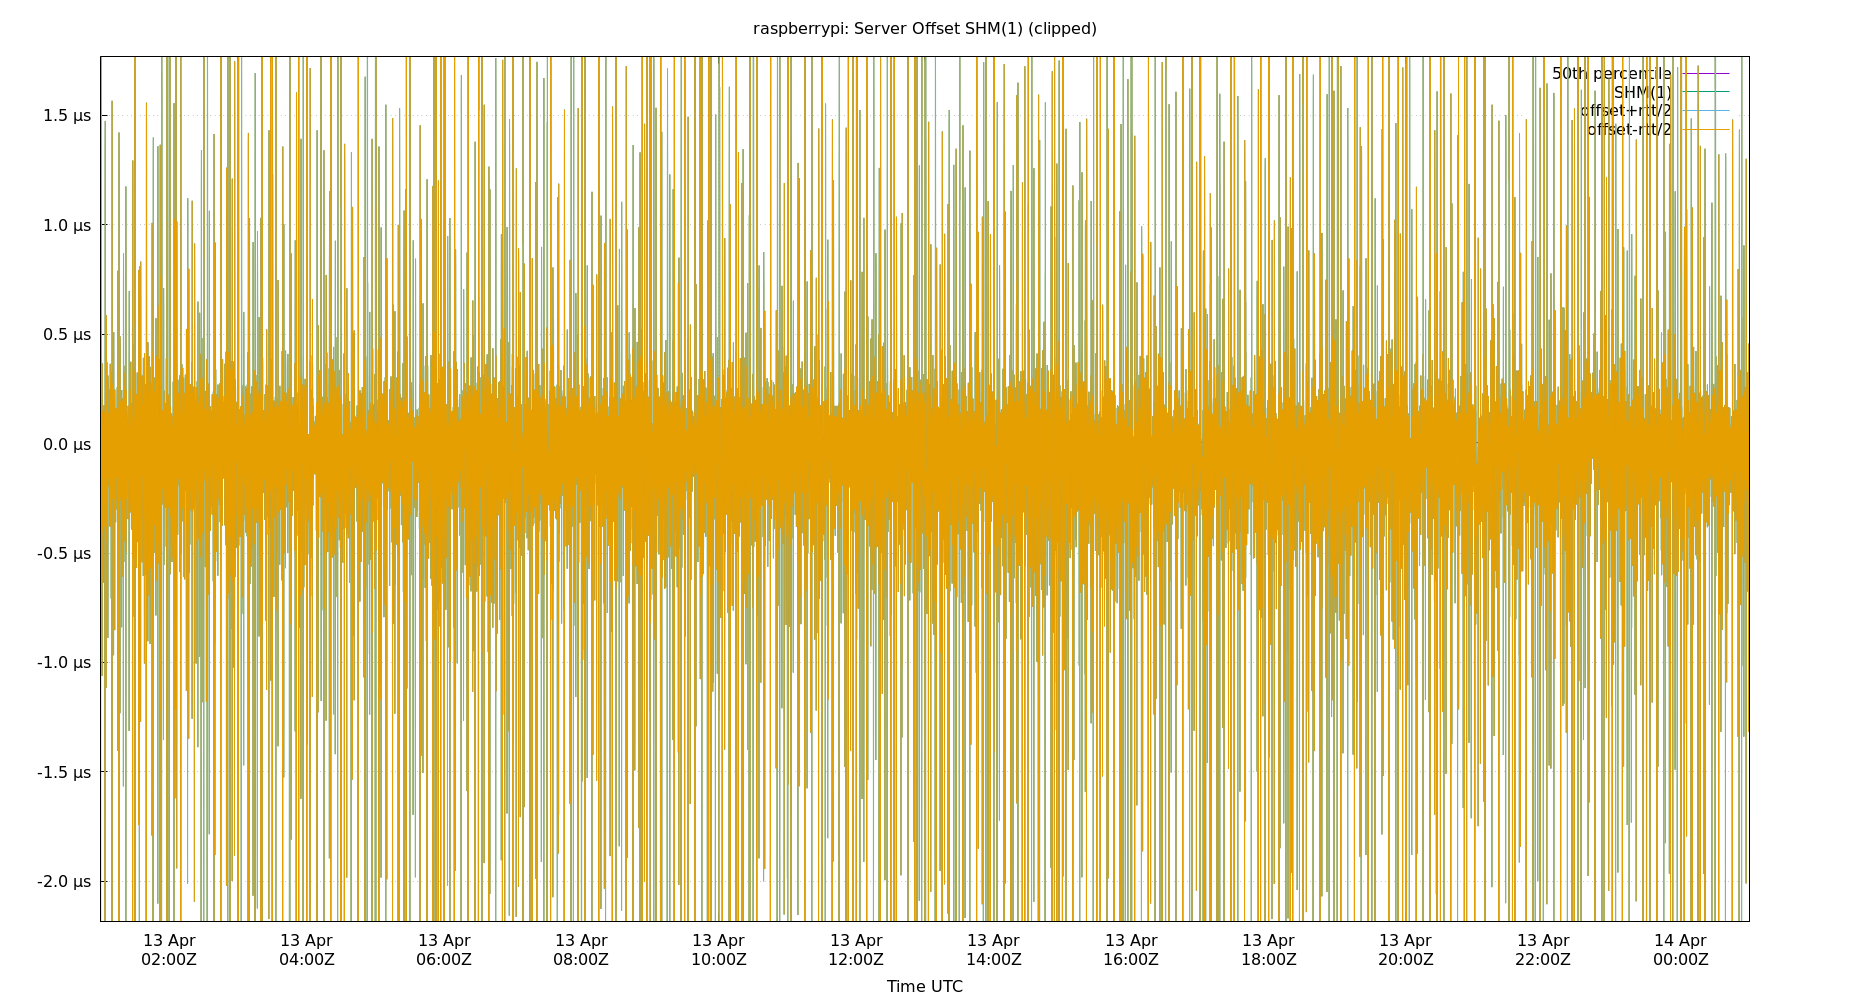 raspberrypi: Server Offset SHM(1) (clipped)
50th percentile
SHM(1)
offset+rtt/2
offset-rtt/2
1.5 µs
1.0 µs
0.5 µs
0.0 µs
-0.5 µs
-1.0 µs
-1.5 µs
-2.0 µs
13 Apr 13 Apr 13 Apr 13 Apr 13 Apr 13 Apr 13 Apr 13 Apr 13 Apr 13 Apr 13 Apr 14 Apr
02:00Z 04:00Z 06:00Z 08:00Z 10:00Z 12:00Z 14:00Z 16:00Z 18:00Z 20:00Z 22:00Z 00:00Z
Time UTC